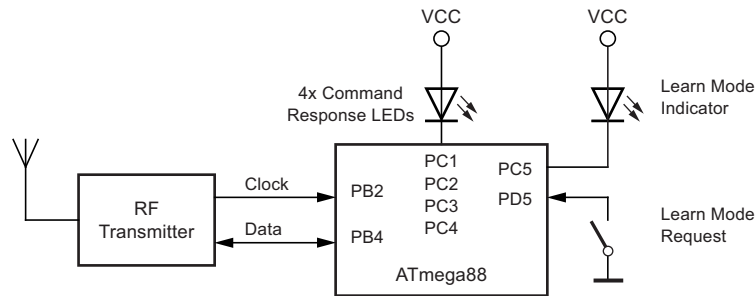 VCC
VCC
4x Command
Response LEDs
Learn Mode
Indicator
RF
Transmitter
Clock
Data
PB2
PB4
PC1
PC2
PC3
PC4
PC5
PD5
ATmega88
Learn Mode
Request